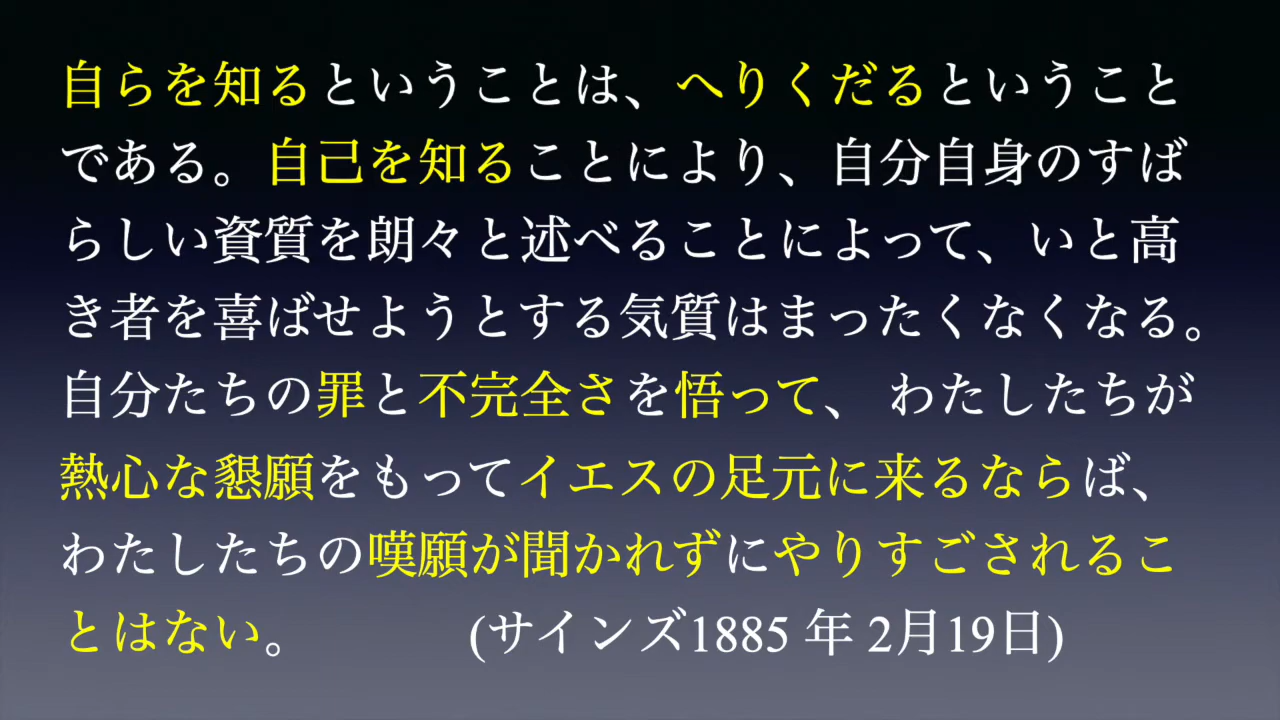 自らを知るということは、へりくだるということ
である。自己を知ることにより、自分自身のすば
らしい資質を朗々と述べることによって、いと高
き者を喜ばせようとする気質はまったくなくなる。
自分たちの罪と不完全さを悟って、 わたしたちが
熱心な懇願をもってイエスの足元に来るならば、
わたしたちの嘆願が聞かれずにやりすごされるこ
とはない。 (サインズ1885 年 2月19日)